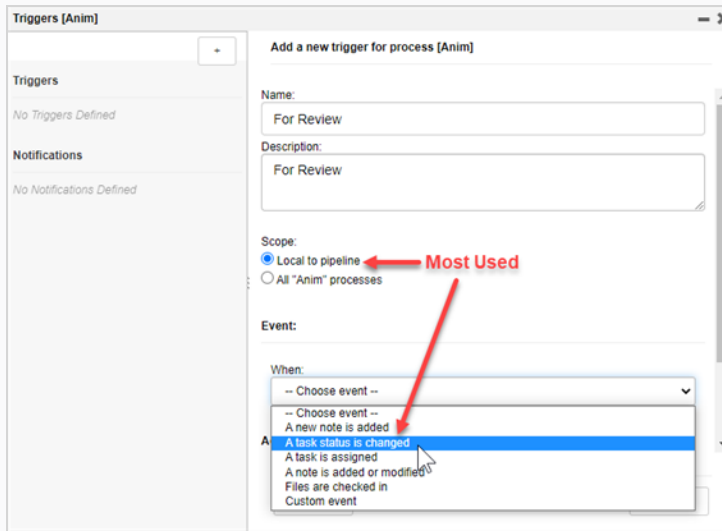 Triggers [Anim]
+
Triggers
No Triggers Defined
Notifications
No Notifications Defined
Add a new trigger for process [Anim]
Name:
For Review
Description:
For Review
Scope:
Local to pipeline
Most Used
All "Anim" processes
Event:
When:
-- Choose event --
-- Choose event --
A new note is added
A task status is changed
A task is assigned
A note is added or modified
Files are checked in
Custom event